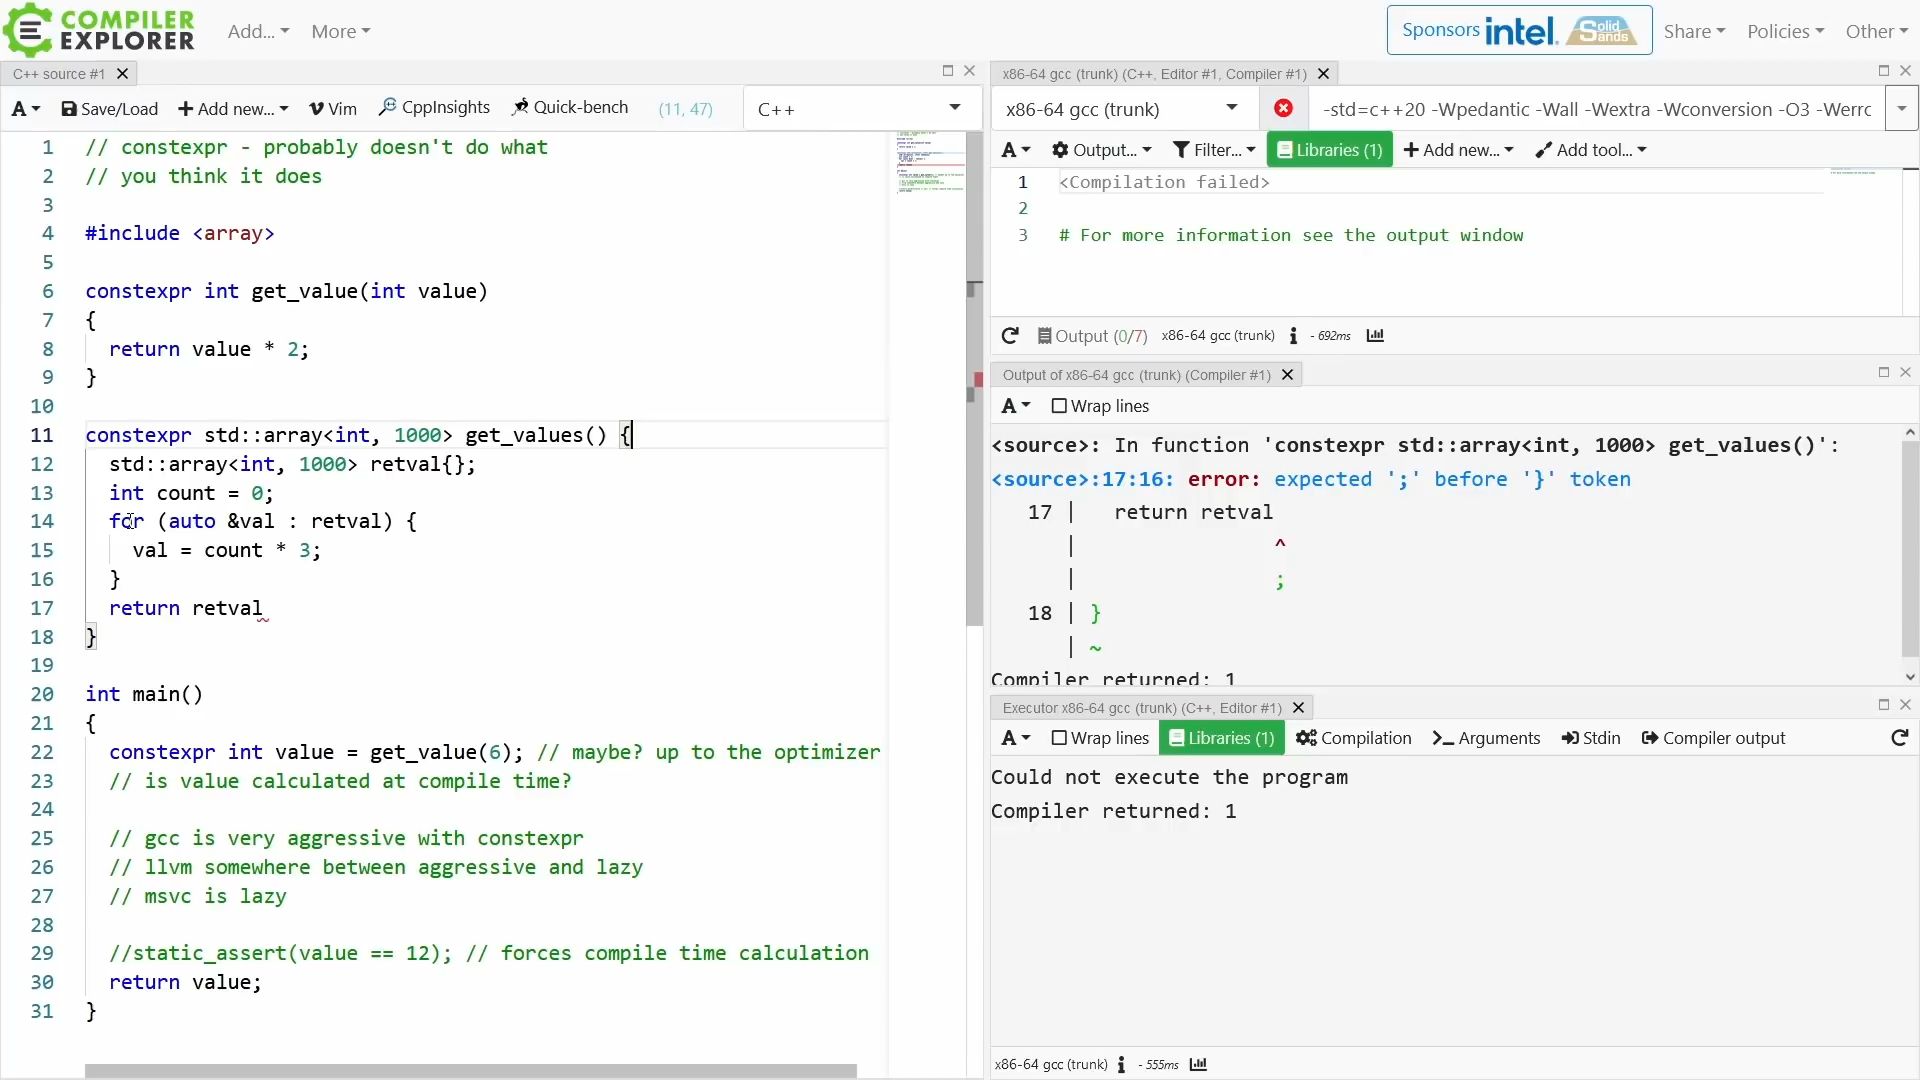 COMPILER
EXPLORER
Add...
More
Sponsors intel. Solid Sands
Share
Policies
Other
C++ source #1
A
Save/Load
Add new...
Vim
CppInsights
Quick-bench
(11, 47)
C++
1 // constexpr - probably doesn't do what
2 // you think it does
3
4 #include <array>
5
6 constexpr int get_value(int value)
7 {
8 return value * 2;
9 }
10
11 constexpr std::array<int, 1000> get_values() {
12 std::array<int, 1000> retval{};
13 int count = 0;
14 for (auto &val : retval) {
15 val = count * 3;
16 }
17 return retval
18 }
19
20 int main()
21 {
22 constexpr int value = get_value(6); // maybe? up to the optimizer
23 // is value calculated at compile time?
24
25 // gcc is very aggressive with constexpr
26 // llvm somewhere between aggressive and lazy
27 // msvc is lazy
28
29 //static_assert(value == 12); // forces compile time calculation
30 return value;
31 }
x86-64 gcc (trunk) (C++, Editor #1, Compiler #1)
x86-64 gcc (trunk)
-std=c++20 -Wpedantic -Wall -Wextra -Wconversion -O3 -Werrc
A
Output...
Filter...
Libraries (1)
Add new...
Add tool...
1 <Compilation failed>
2
3 # For more information see the output window
Output (0/7) x86-64 gcc (trunk) i - 692ms
Output of x86-64 gcc (trunk) (Compiler #1)
A
Wrap lines
<source>: In function 'constexpr std::array<int, 1000> get_values()':
<source>:17:16: error: expected ';' before '}' token
17 | return retval
| ^
| ;
18 | }
| ~
Compiler returned: 1
Executor x86-64 gcc (trunk) (C++, Editor #1)
A
Wrap lines
Libraries (1)
Compilation
Arguments
Stdin
Compiler output
Could not execute the program
Compiler returned: 1
x86-64 gcc (trunk) i - 555ms